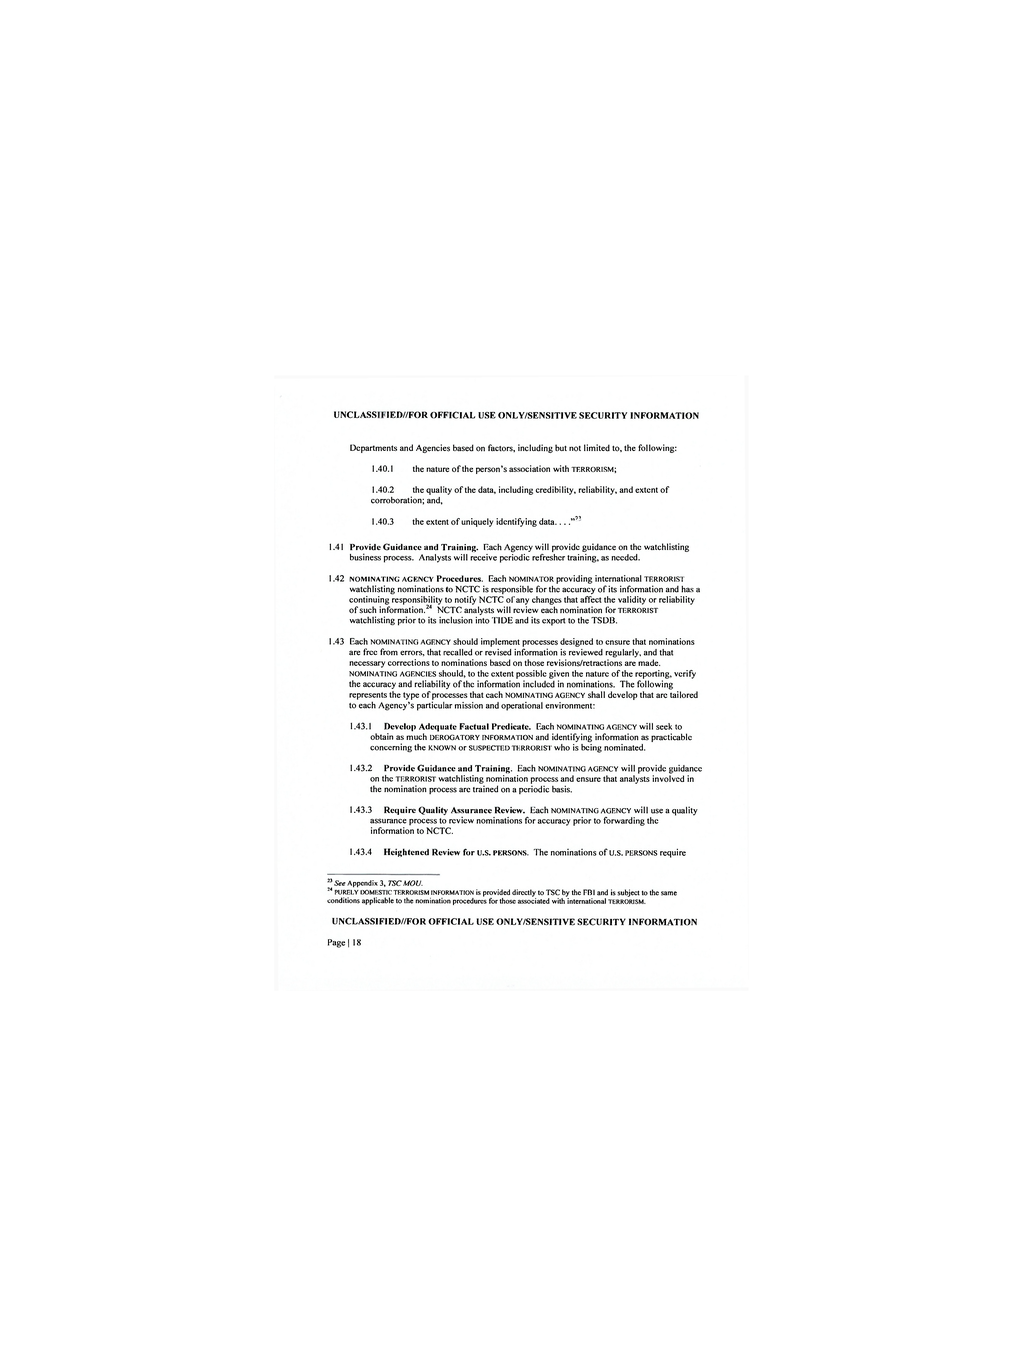 UNCLASSIFIED//FOR OFFICIAL USE ONLY/SENSITIVE SECURITY INFORMATION
Departments and Agencies based on factors, including but not limited to, the following:
1.40.1 the nature of the person's association with TERRORISM;
1.40.2 the quality of the data, including credibility, reliability, and extent of
corroboration; and,
1.40.3 the extent of uniquely identifying data. . . ."23
1.41 Provide Guidance and Training. Each Agency will provide guidance on the watchlisting
business process. Analysts will receive periodic refresher training, as needed.
1.42 NOMINATING AGENCY Procedures. Each NOMINATOR providing international TERRORIST
watchlisting nominations to NCTC is responsible for the accuracy of its information and has a
continuing responsibility to notify NCTC of any changes that affect the validity or reliability
of such information.24 NCTC analysts will review each nomination for TERRORIST
watchlisting prior to its inclusion into TIDE and its export to the TSDB.
1.43 Each NOMINATING AGENCY should implement processes designed to ensure that nominations
are free from errors, that recalled or revised information is reviewed regularly, and that
necessary corrections to nominations based on those revisions/retractions are made.
NOMINATING AGENCIES should, to the extent possible given the nature of the reporting, verify
the accuracy and reliability of the information included in nominations. The following
represents the type of processes that each NOMINATING AGENCY shall develop that are tailored
to each Agency's particular mission and operational environment:
1.43.1 Develop Adequate Factual Predicate. Each NOMINATING AGENCY will seek to
obtain as much DEROGATORY INFORMATION and identifying information as practicable
concerning the KNOWN or SUSPECTED TERRORIST who is being nominated.
1.43.2 Provide Guidance and Training. Each NOMINATING AGENCY will provide guidance
on the TERRORIST watchlisting nomination process and ensure that analysts involved in
the nomination process are trained on a periodic basis.
1.43.3 Require Quality Assurance Review. Each NOMINATING AGENCY will use a quality
assurance process to review nominations for accuracy prior to forwarding the
information to NCTC.
1.43.4 Heightened Review for U.S. PERSONS. The nominations of U.S. PERSONS require
23 See Appendix 3, TSC MOU.
24 PURELY DOMESTIC TERRORISM INFORMATION is provided directly to TSC by the FBI and is subject to the same
conditions applicable to the nomination procedures for those associated with international TERRORISM.
UNCLASSIFIED//FOR OFFICIAL USE ONLY/SENSITIVE SECURITY INFORMATION
Page | 18